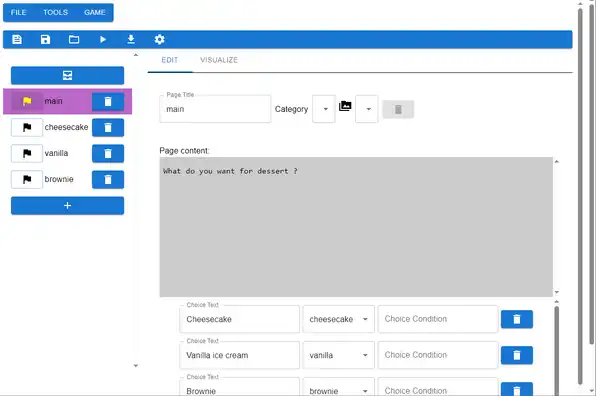 FILE TOOLS GAME
EDIT VISUALIZE
Page Title
main
main Category
cheesecake
vanilla
brownie
Page content:
What do you want for dessert ?
Choice Text
Cheesecake cheesecake Choice Condition
Choice Text
Vanilla ice cream vanilla Choice Condition
Choice Text
Brownie brownie Choice Condition